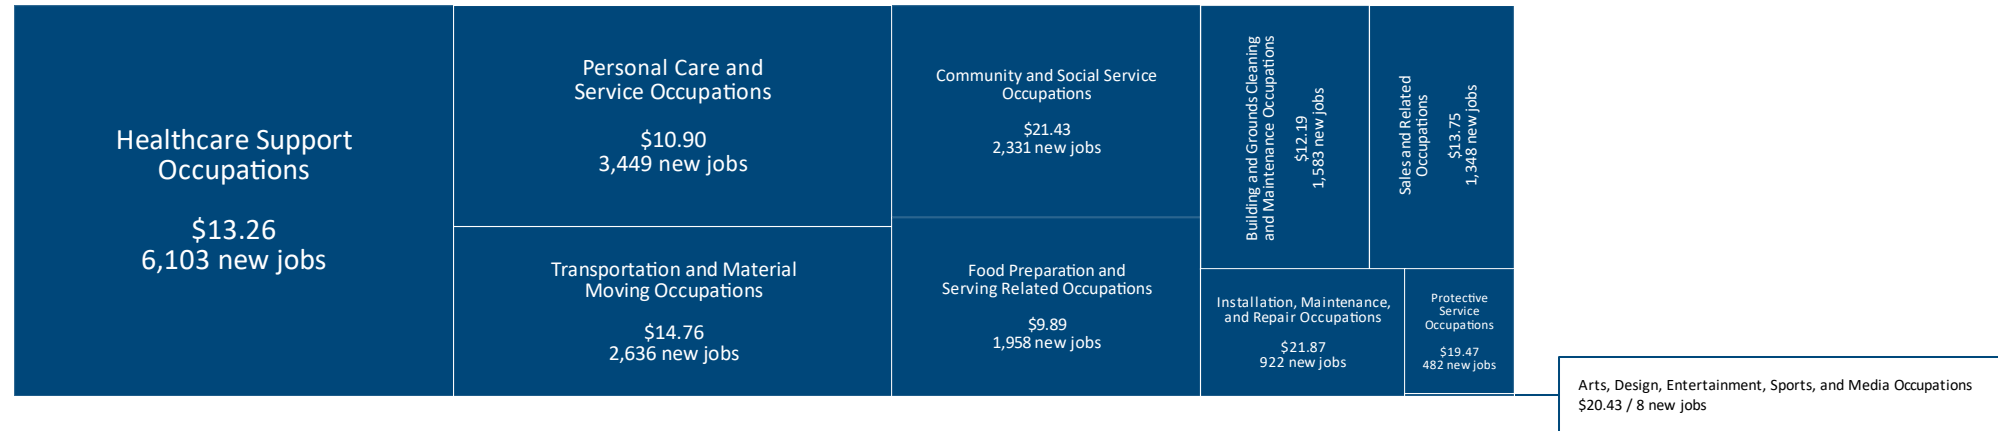 Healthcare Support
Occupations
$13.26
6,103 new jobs
Personal Care and
Service Occupations
$10.90
3,449 new jobs
Transportation and Material
Moving Occupations
$14.76
2,636 new jobs
Community and Social Service
Occupations
$21.43
2,331 new jobs
Food Preparation and
Serving Related Occupations
$9.89
1,958 new jobs
Building and Grounds Cleaning
and Maintenance Occupations
$12.19
1,583 new jobs
Sales and Related
Occupations
$13.75
1,348 new jobs
Installation, Maintenance,
and Repair Occupations
$21.87
922 new jobs
Protective
Service
Occupations
$19.47
482 new jobs
Arts, Design, Entertainment, Sports, and Media Occupations
$20.43 / 8 new jobs